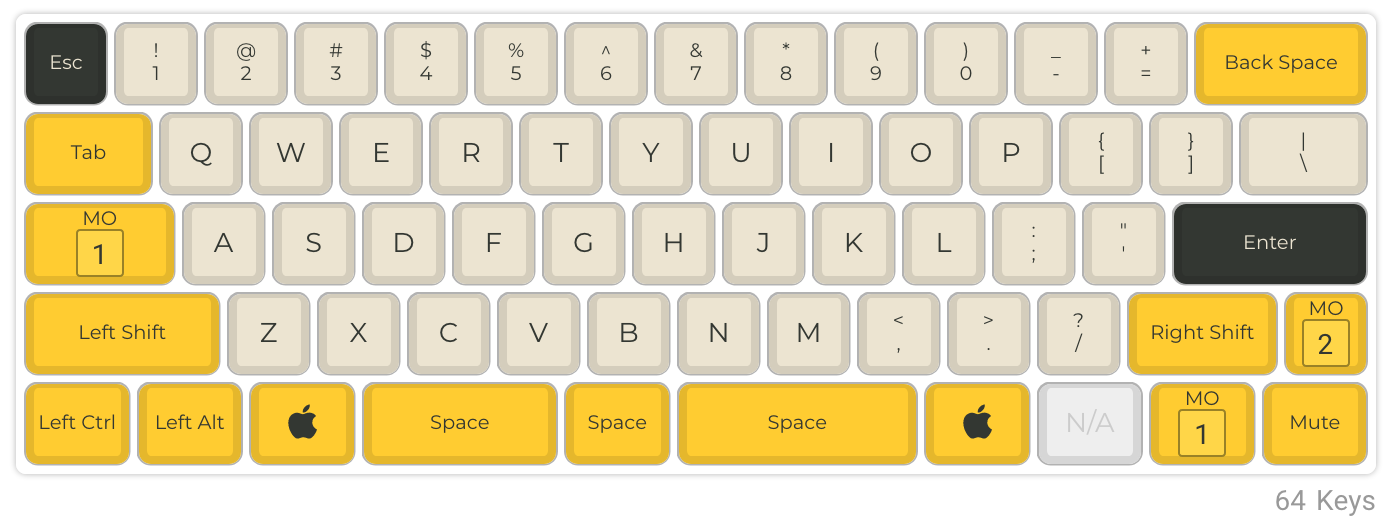 Esc ! @ # $ % ^ & * ( ) _ + Back Space
1 2 3 4 5 6 7 8 9 0 - =
Tab Q W E R T Y U I O P { } |
[ ] \
MO
1 A S D F G H J K L : " Enter
; '
Left Shift Z X C V B N M < > ? Right Shift MO
, . / 2
Left Ctrl Left Alt Space Space Space N/A MO Mute
1
64 Keys